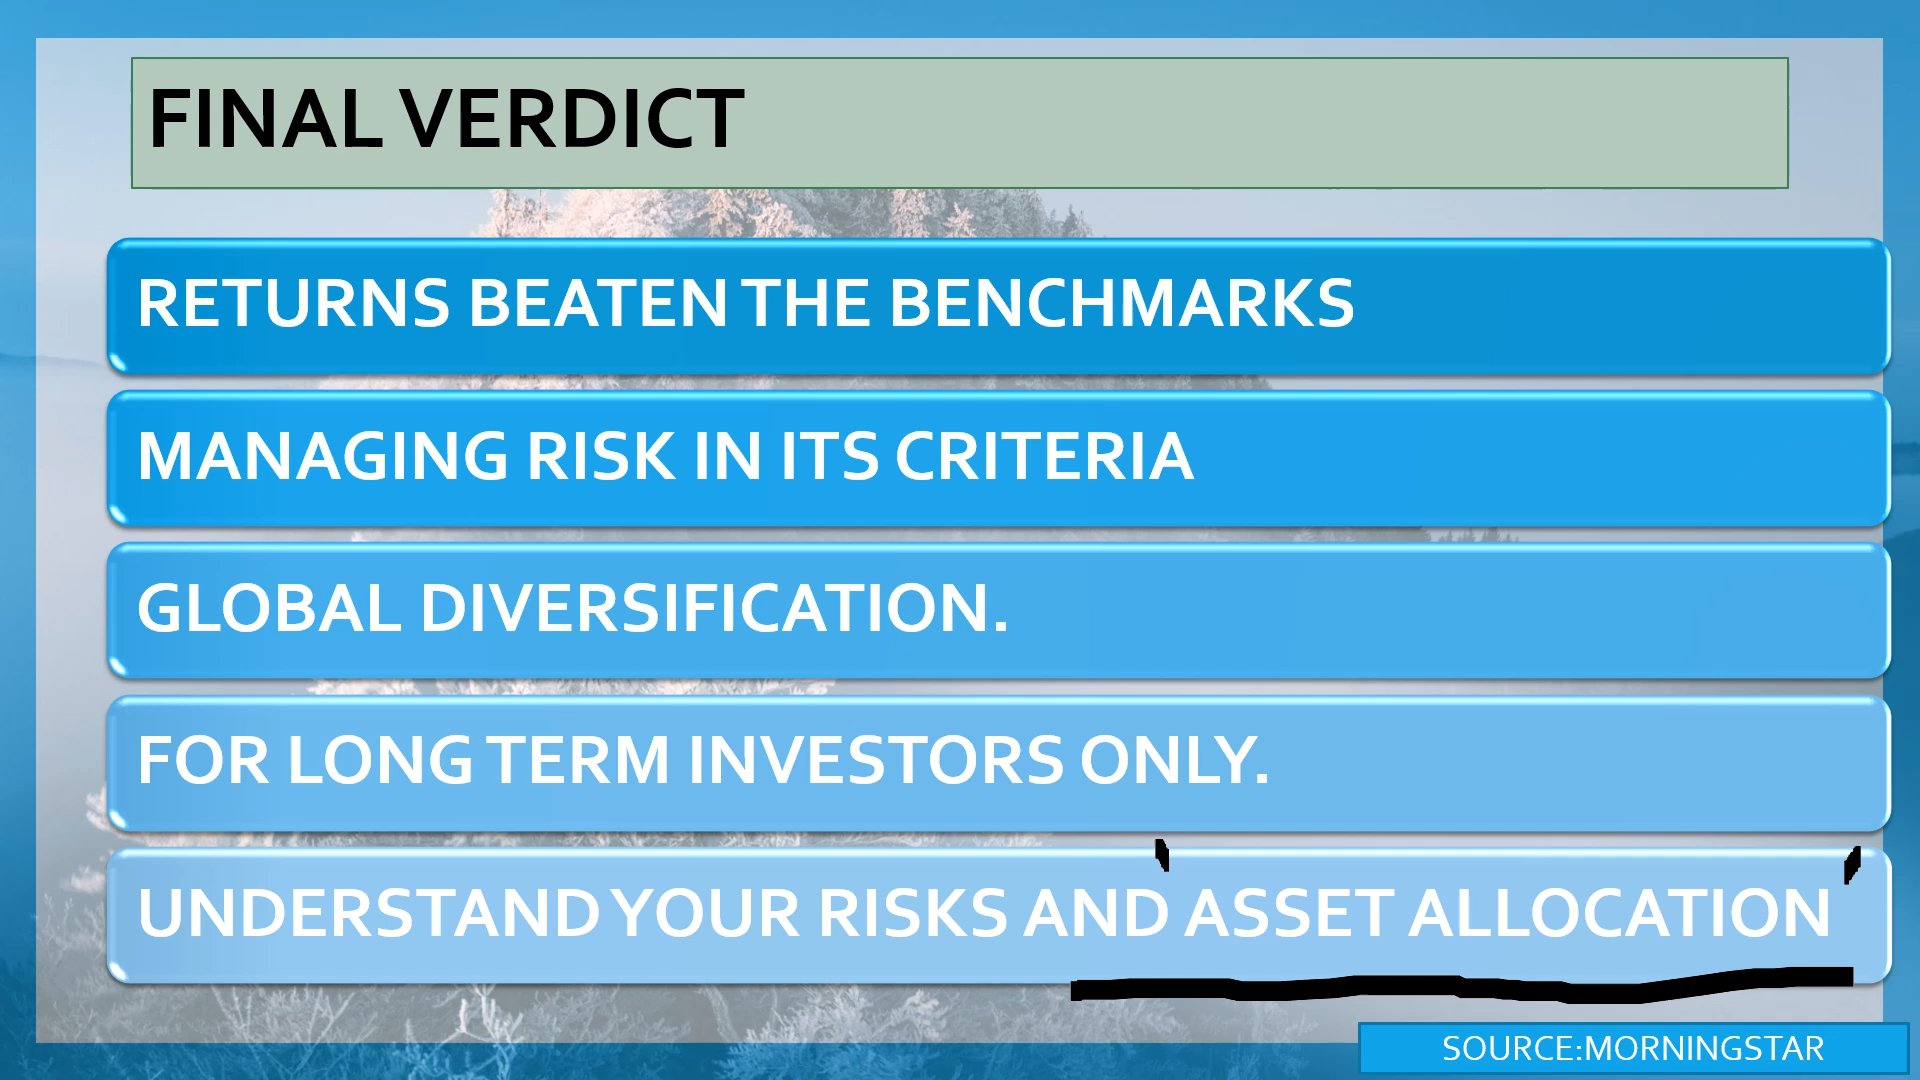 FINAL VERDICT
RETURNS BEATEN THE BENCHMARKS
MANAGING RISK IN ITS CRITERIA
GLOBAL DIVERSIFICATION.
FOR LONG TERM INVESTORS ONLY.
UNDERSTAND YOUR RISKS AND ASSET ALLOCATION
SOURCE:MORNINGSTAR